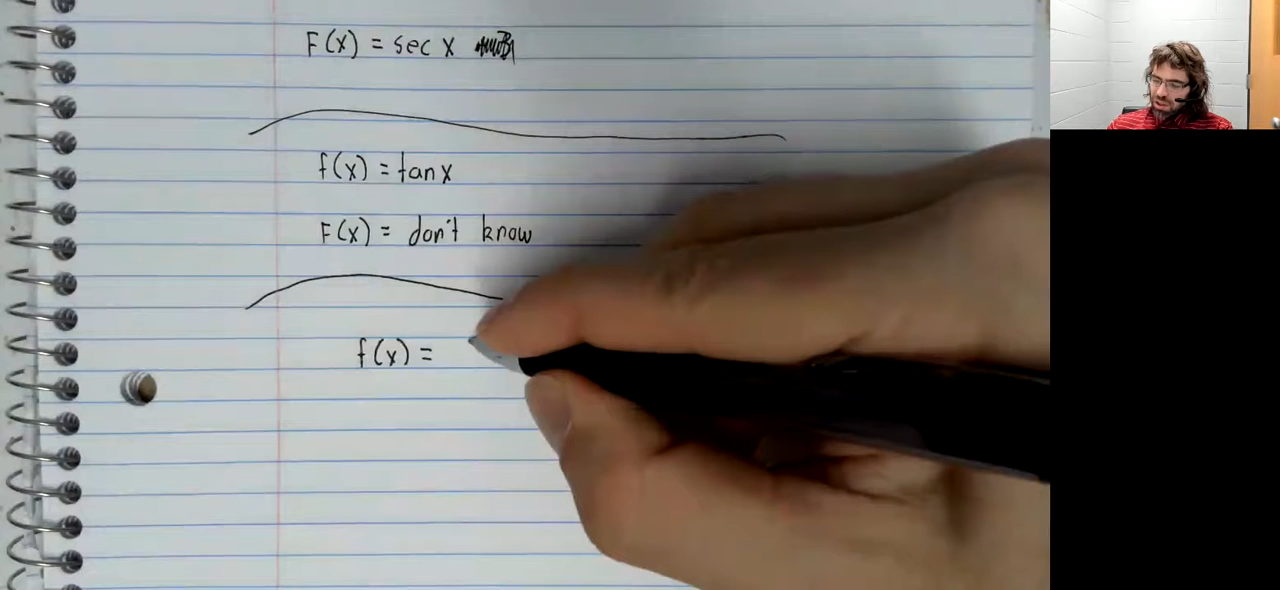 F(x) = sec x
f(x) = tan x
F(x) = don't know
f(x) =